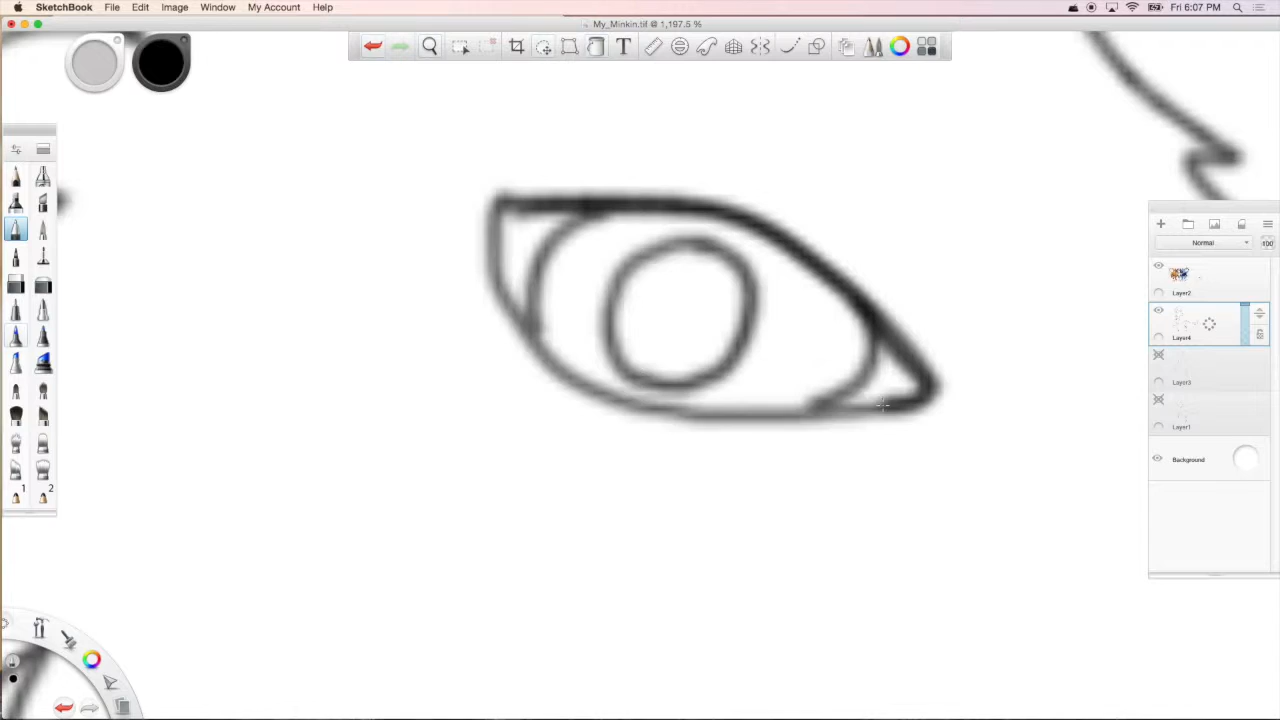 SketchBook File Edit Image Window My Account Help Fri 6:07 PM
My_Minkin.tif @ 1,197.5 %
T
Normal 100
Layer2
Layer4
Layer3
Layer1
Background
1 2